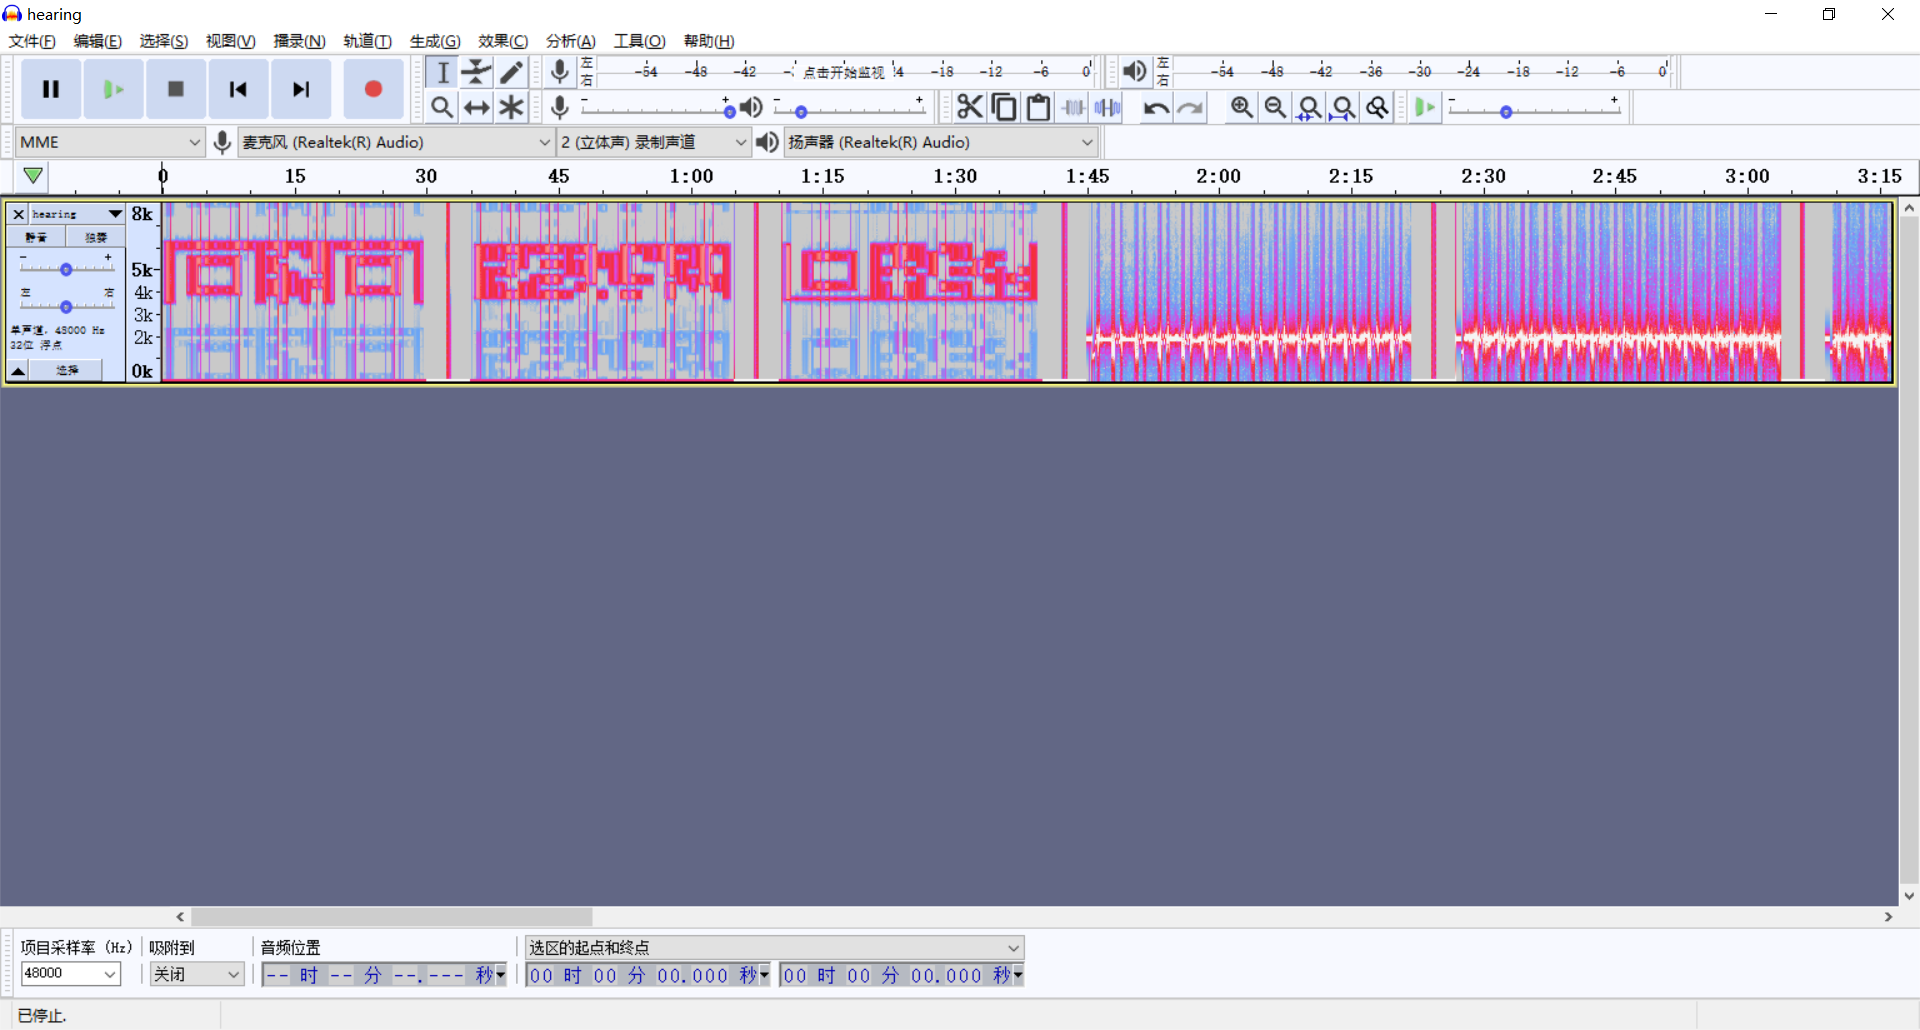 hearing
文件(F) 编辑(E) 选择(S) 视图(V) 播录(N) 轨道(T) 生成(G) 效果(C) 分析(A) 工具(O) 帮助(H)
左 右 -54 -48 -42 点击开始监视 -18 -12 -6 0
左 右 -54 -48 -42 -36 -30 -24 -18 -12 -6 0
MME 麦克风 (Realtek(R) Audio) 2 (立体声) 录制声道 扬声器 (Realtek(R) Audio)
0 15 30 45 1:00 1:15 1:30 1:45 2:00 2:15 2:30 2:45 3:00 3:15
hearing
静音 独奏
- +
左 右
单声道, 48000 Hz
32位 浮点
选择
8k
5k
4k
3k
2k
0k
项目采样率 (Hz) 吸附到 音频位置 选区的起点和终点
48000 关闭 -- 时 -- 分 --.--- 秒 00 时 00 分 00.000 秒 00 时 00 分 00.000 秒
已停止.